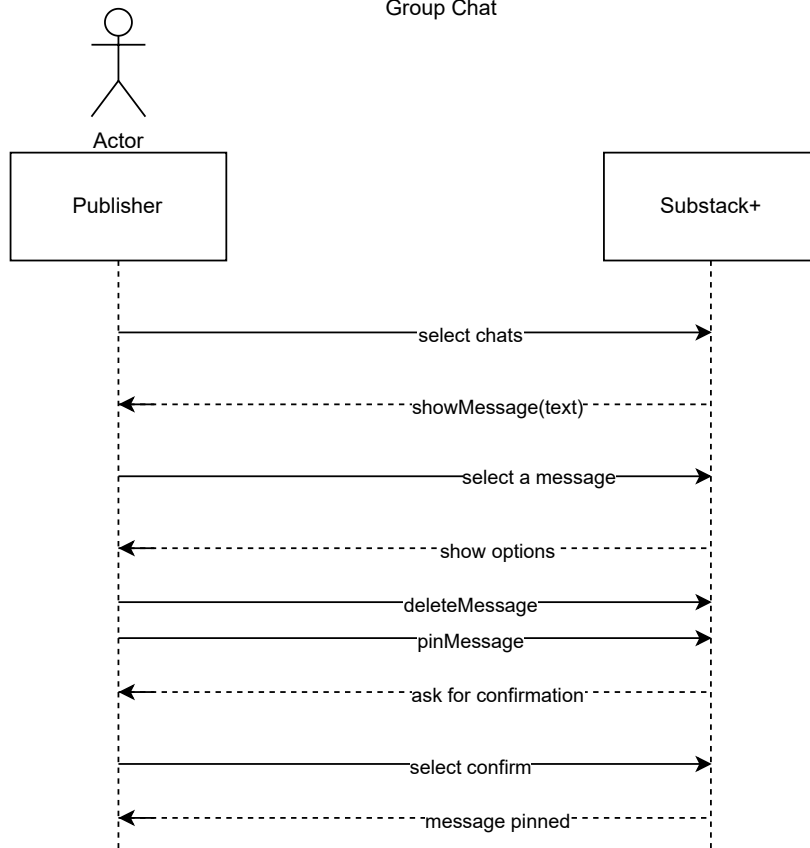 Group Chat
Actor
Publisher
Substack+
select chats
showMessage(text)
select a message
show options
deleteMessage
pinMessage
ask for confirmation
select confirm
message pinned